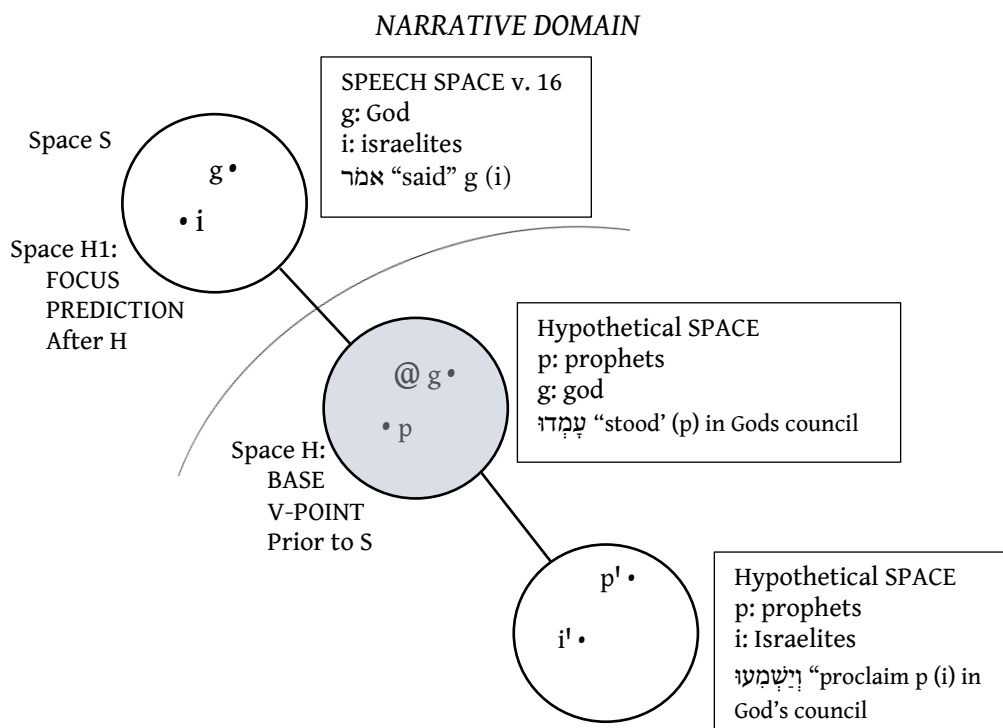 NARRATIVE DOMAIN
Space S
g
i
SPEECH SPACE v. 16
g: God
i: israelites
אֹמֵר “said” g (i)
Space H1:
FOCUS
PREDICTION
After H
@ g
p
Hypothetical SPACE
p: prophets
g: god
עָמְדוּ “stood’ (p) in Gods council
Space H:
BASE
V-POINT
Prior to S
p'
i'
Hypothetical SPACE
p: prophets
i: Israelites
וְיַשְׁמִעוּ “proclaim p (i) in
God's council